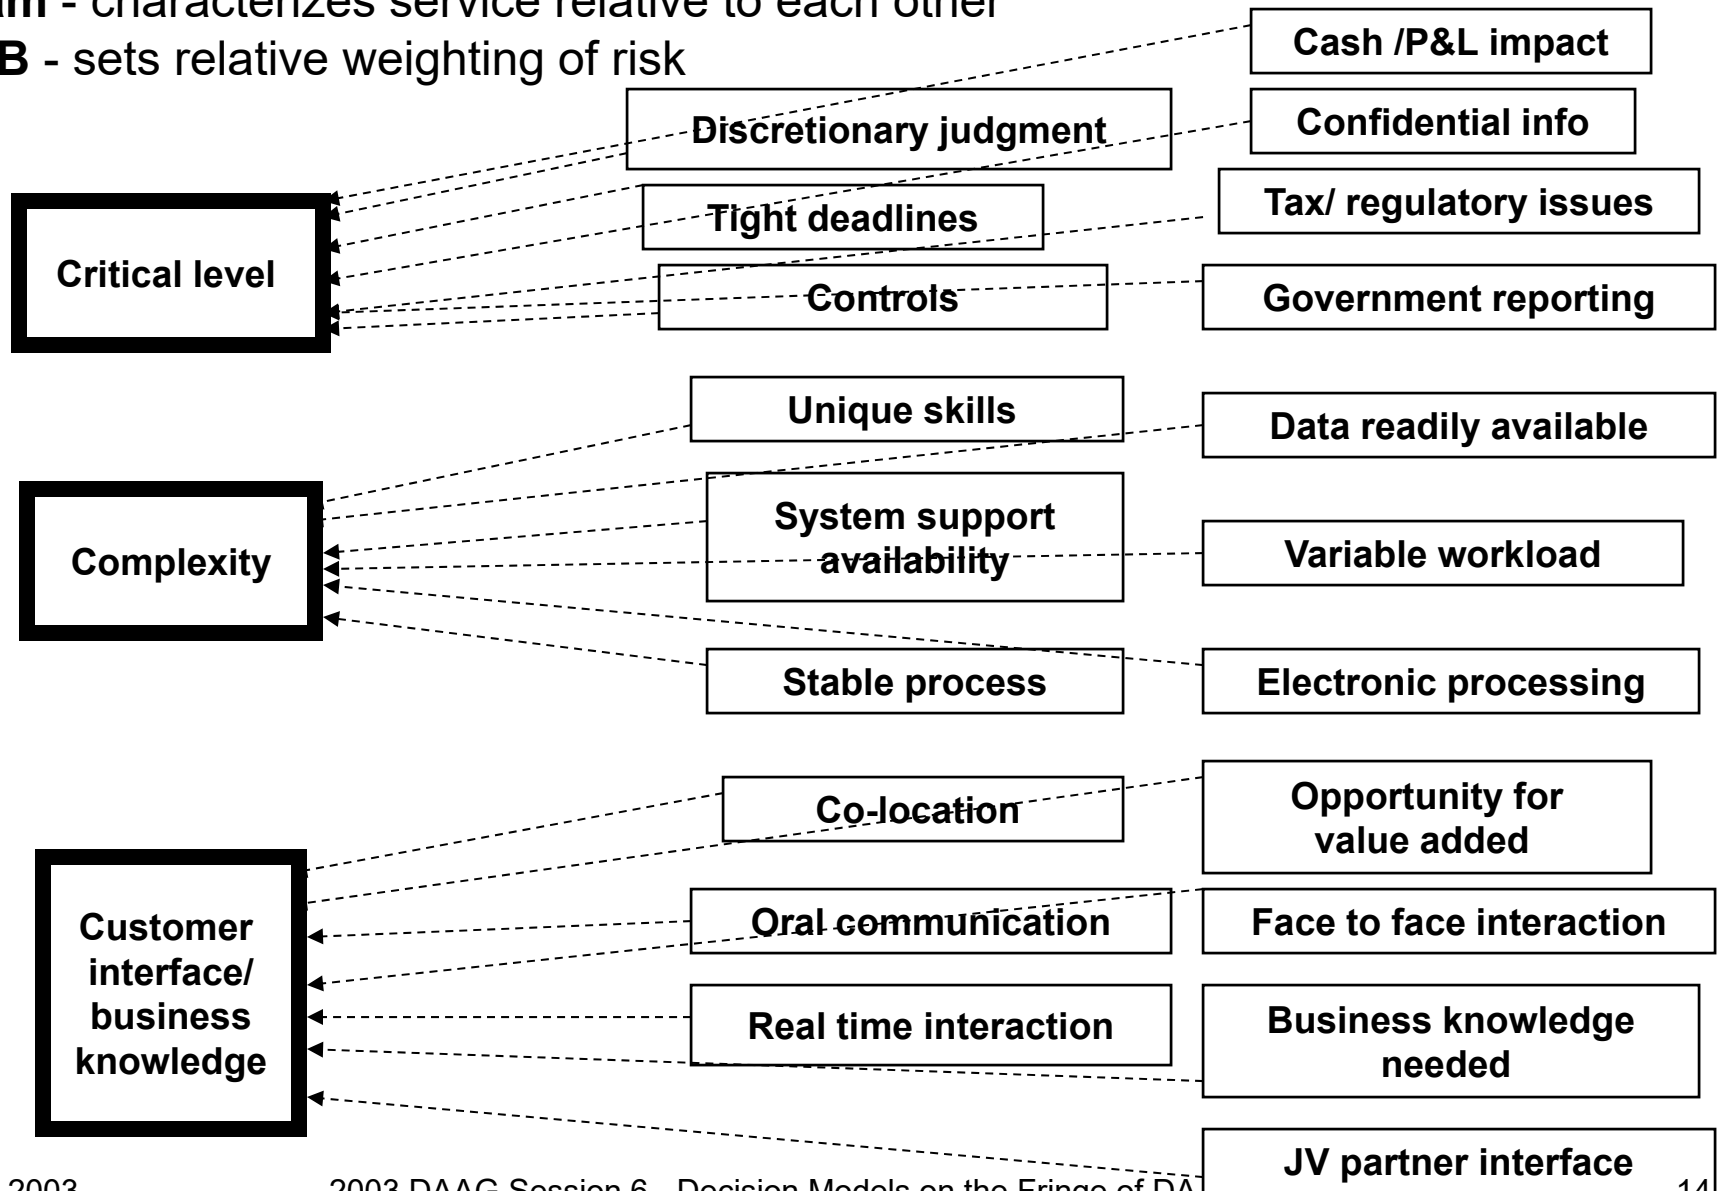 am - characterizes service relative to each other
B - sets relative weighting of risk
Cash /P&L impact
Discretionary judgment
Confidential info
Tight deadlines
Tax/ regulatory issues
Critical level
Controls
Government reporting
Unique skills
Data readily available
System support
availability
Complexity
Variable workload
Stable process
Electronic processing
Co-location
Opportunity for
value added
Customer
interface/
business
knowledge
Oral communication
Face to face interaction
Real time interaction
Business knowledge
needed
JV partner interface
2003
2003 DAAG Session 6 - Decision Models on the Fringe of DA
14